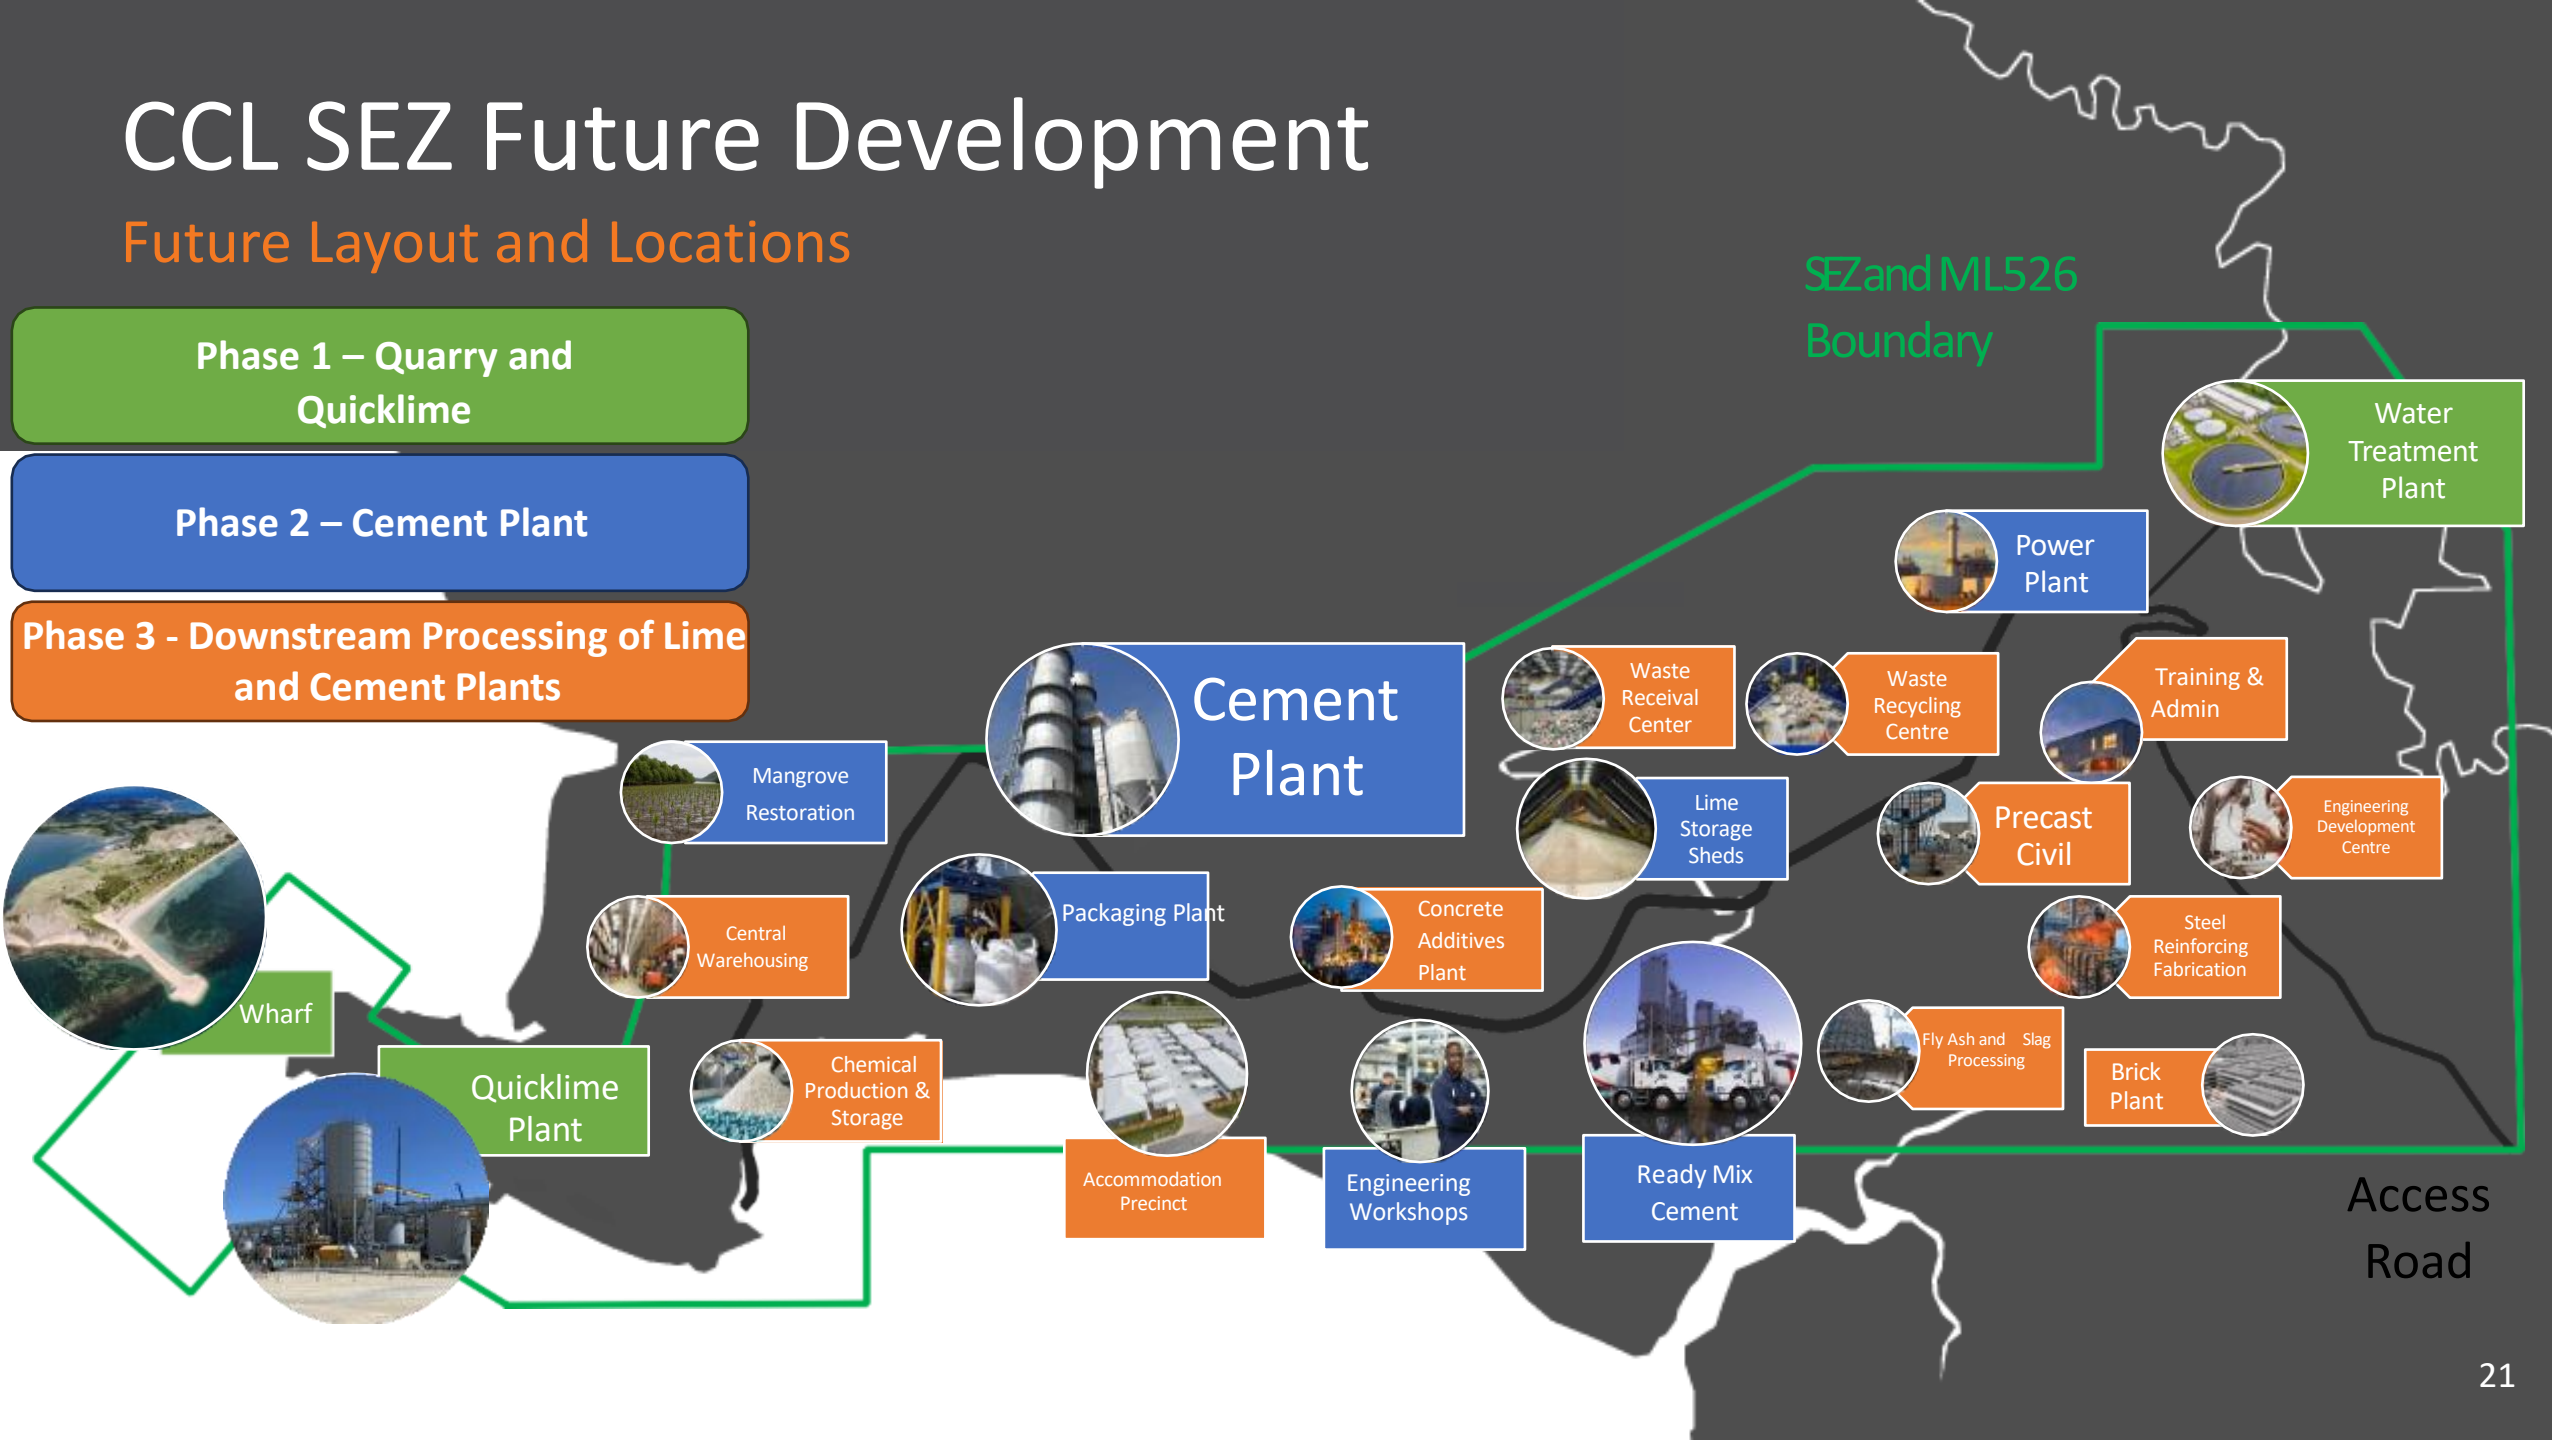 CCL SEZ Future Development
Future Layout and Locations
SEZ and ML526
Boundary
Phase 1 – Quarry and
Quicklime
Phase 2 – Cement Plant
Phase 3 - Downstream Processing of Lime
and Cement Plants
Water
Treatment
Plant
Power
Plant
Cement
Plant
Waste
Receival
Center
Waste
Recycling
Centre
Training &
Admin
Mangrove
Restoration
Lime
Storage
Sheds
Precast
Civil
Engineering
Development
Centre
Central
Warehousing
Packaging Plant
Concrete
Additives
Plant
Steel
Reinforcing
Fabrication
Wharf
Quicklime
Plant
Chemical
Production &
Storage
Fly Ash and Slag
Processing
Brick
Plant
Accommodation
Precinct
Engineering
Workshops
Ready Mix
Cement
Access
Road
21